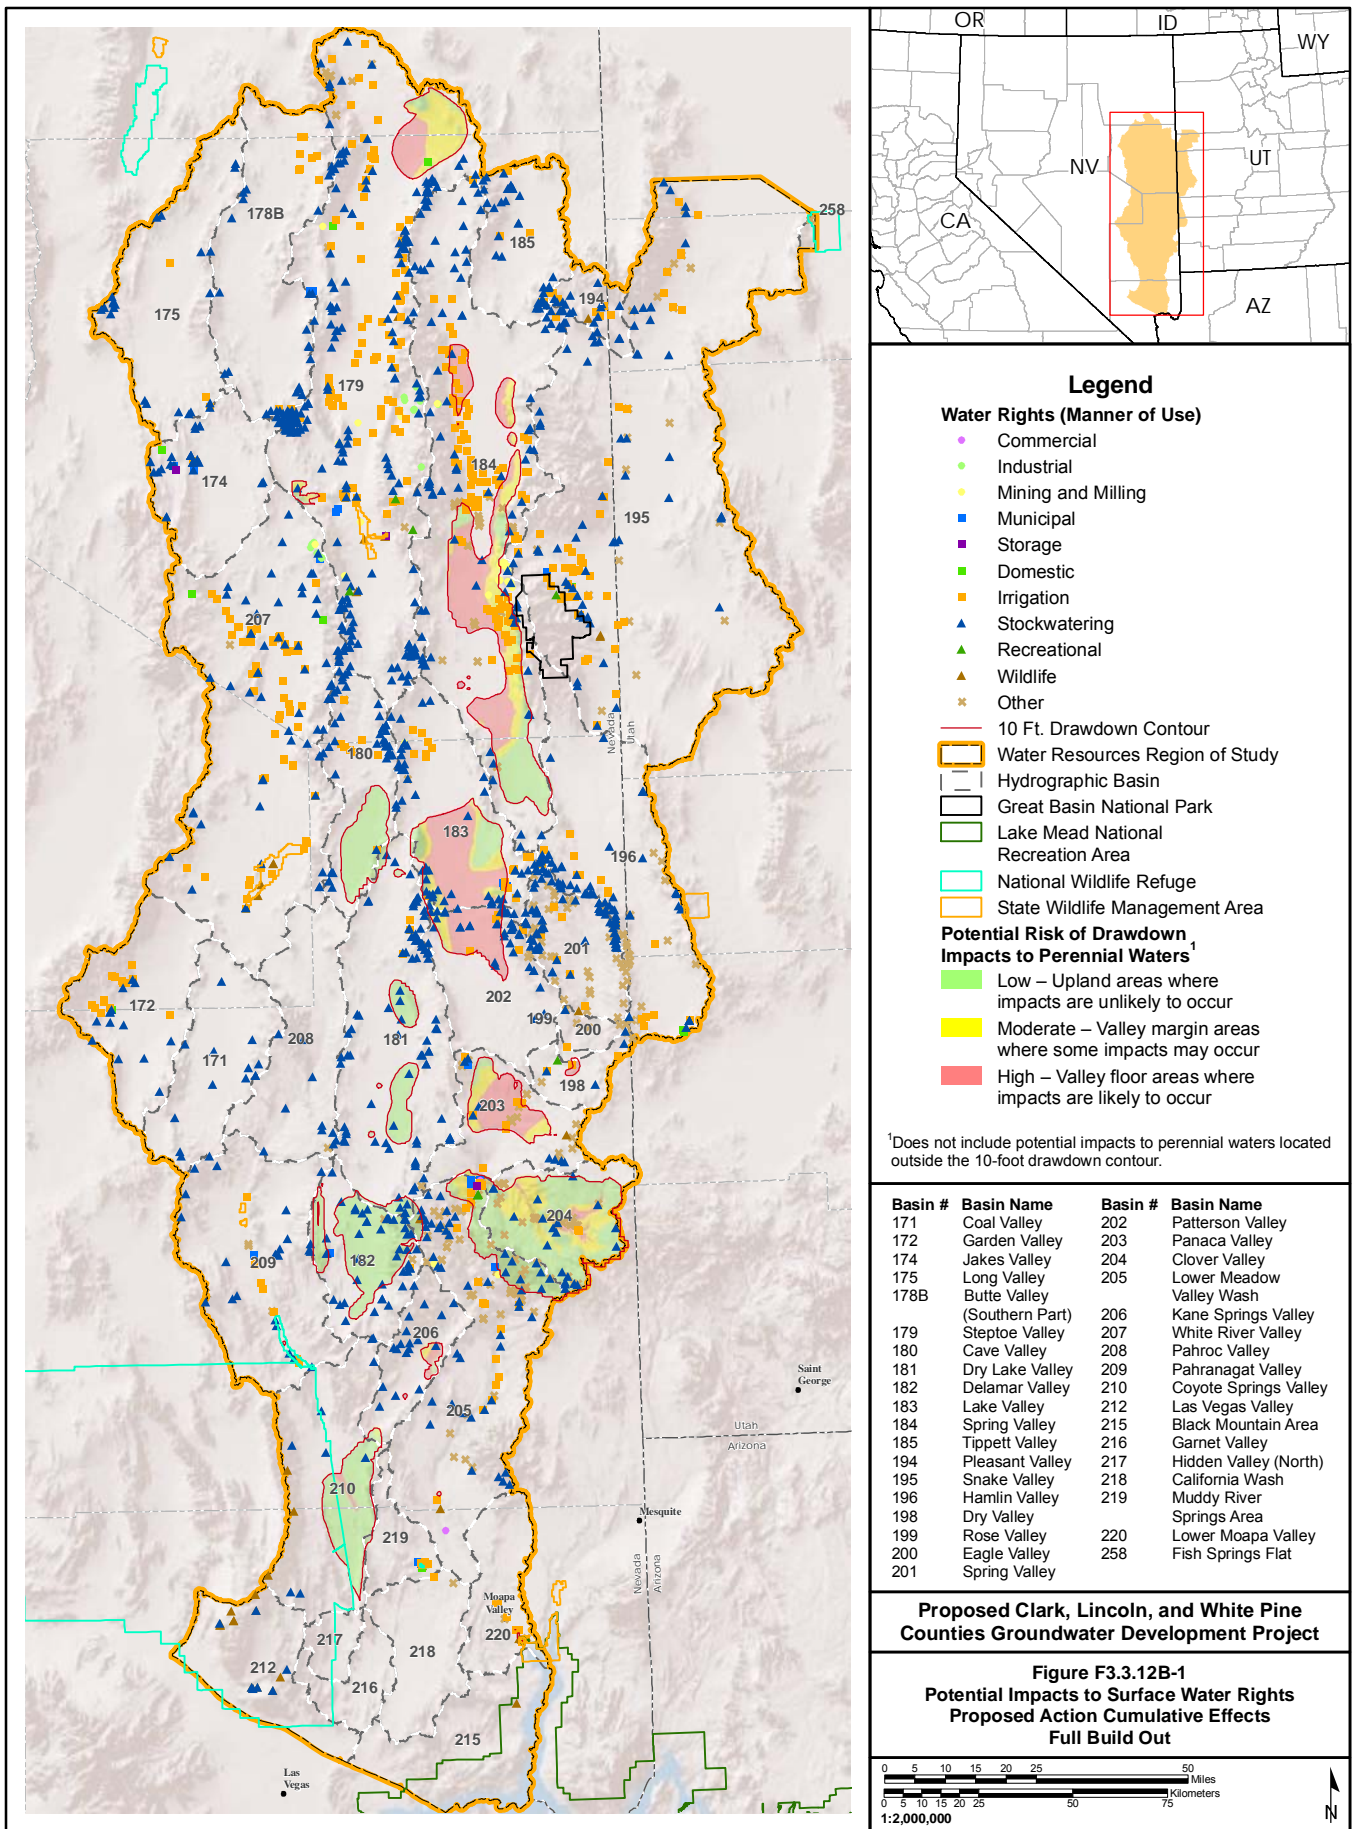 OR
ID
WY
NV
UT
CA
AZ
258
178B
185
194
175
179
184
174
195
207
Nevada
Utah
180
183
196
201
202
172
199
200
208
181
171
198
203
204
209
182
206
Saint
George
205
Utah
Arizona
210
Mesquite
219
Nevada
Arizona
Moapa
Valley
220
217
218
212
216
215
Las
Vegas
Legend
Water Rights (Manner of Use)
Commercial
Industrial
Mining and Milling
Municipal
Storage
Domestic
Irrigation
Stockwatering
Recreational
Wildlife
Other
10 Ft. Drawdown Contour
Water Resources Region of Study
Hydrographic Basin
Great Basin National Park
Lake Mead National
Recreation Area
National Wildlife Refuge
State Wildlife Management Area
Potential Risk of Drawdown
Impacts to Perennial Waters1
Low – Upland areas where
impacts are unlikely to occur
Moderate – Valley margin areas
where some impacts may occur
High – Valley floor areas where
impacts are likely to occur
1Does not include potential impacts to perennial waters located
outside the 10-foot drawdown contour.
Basin # Basin Name Basin # Basin Name
171 Coal Valley 202 Patterson Valley
172 Garden Valley 203 Panaca Valley
174 Jakes Valley 204 Clover Valley
175 Long Valley 205 Lower Meadow
178B Butte Valley Valley Wash
(Southern Part) 206 Kane Springs Valley
179 Steptoe Valley 207 White River Valley
180 Cave Valley 208 Pahroc Valley
181 Dry Lake Valley 209 Pahranagat Valley
182 Delamar Valley 210 Coyote Springs Valley
183 Lake Valley 212 Las Vegas Valley
184 Spring Valley 215 Black Mountain Area
185 Tippett Valley 216 Garnet Valley
194 Pleasant Valley 217 Hidden Valley (North)
195 Snake Valley 218 California Wash
196 Hamlin Valley 219 Muddy River
198 Dry Valley Springs Area
199 Rose Valley 220 Lower Moapa Valley
200 Eagle Valley 258 Fish Springs Flat
201 Spring Valley
Proposed Clark, Lincoln, and White Pine
Counties Groundwater Development Project
Figure F3.3.12B-1
Potential Impacts to Surface Water Rights
Proposed Action Cumulative Effects
Full Build Out
0 5 10 15 20 25 50
Miles
Kilometers
0 5 10 15 20 25 50 75
1:2,000,000
N